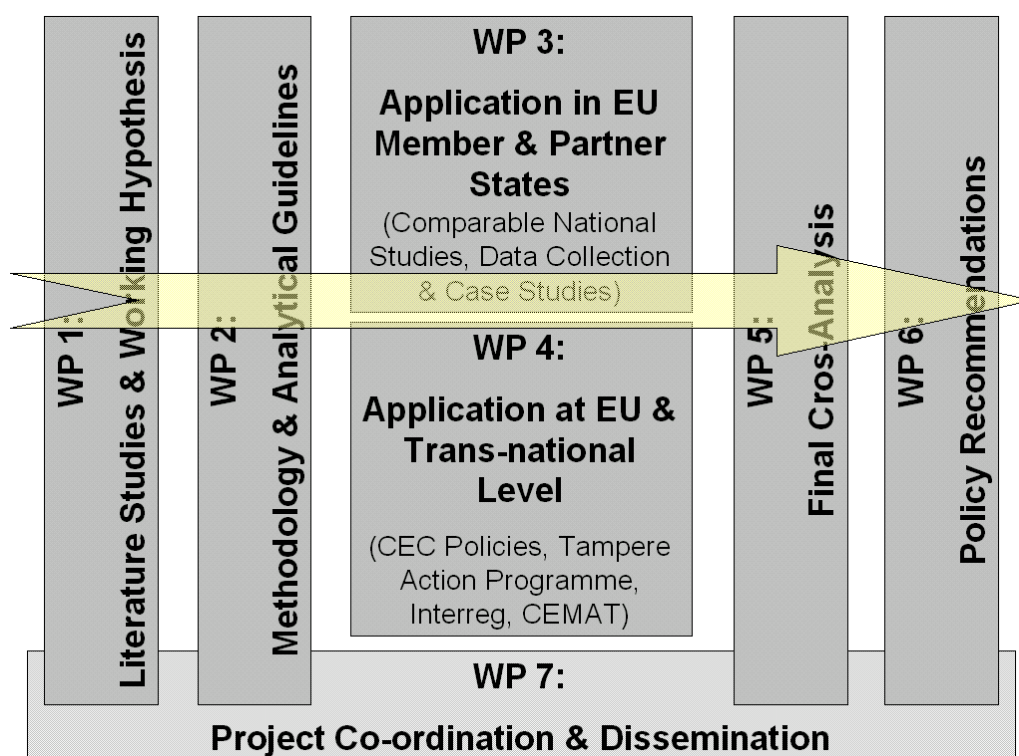 WP 1:
Literature Studies & Working Hypothesis
WP 2:
Methodology & Analytical Guidelines
WP 3:
Application in EU
Member & Partner
States
(Comparable National
Studies, Data Collection
& Case Studies)
WP 4:
Application at EU &
Trans-national
Level
(CEC Policies, Tampere
Action Programme,
Interreg, CEMAT)
WP 5:
Final Cros-Analysis
WP 6:
Policy Recommendations
WP 7:
Project Co-ordination & Dissemination